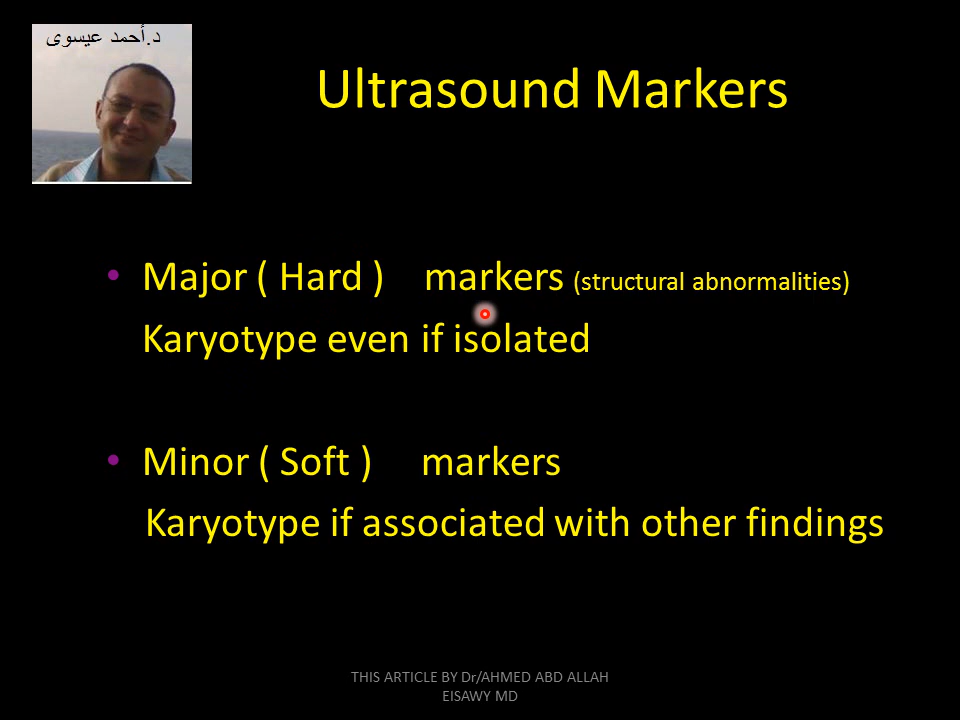 د.أحمد عيسوى
Ultrasound Markers
• Major ( Hard ) markers (structural abnormalities)
Karyotype even if isolated
• Minor ( Soft ) markers
Karyotype if associated with other findings
THIS ARTICLE BY Dr/AHMED ABD ALLAH
EISAWY MD